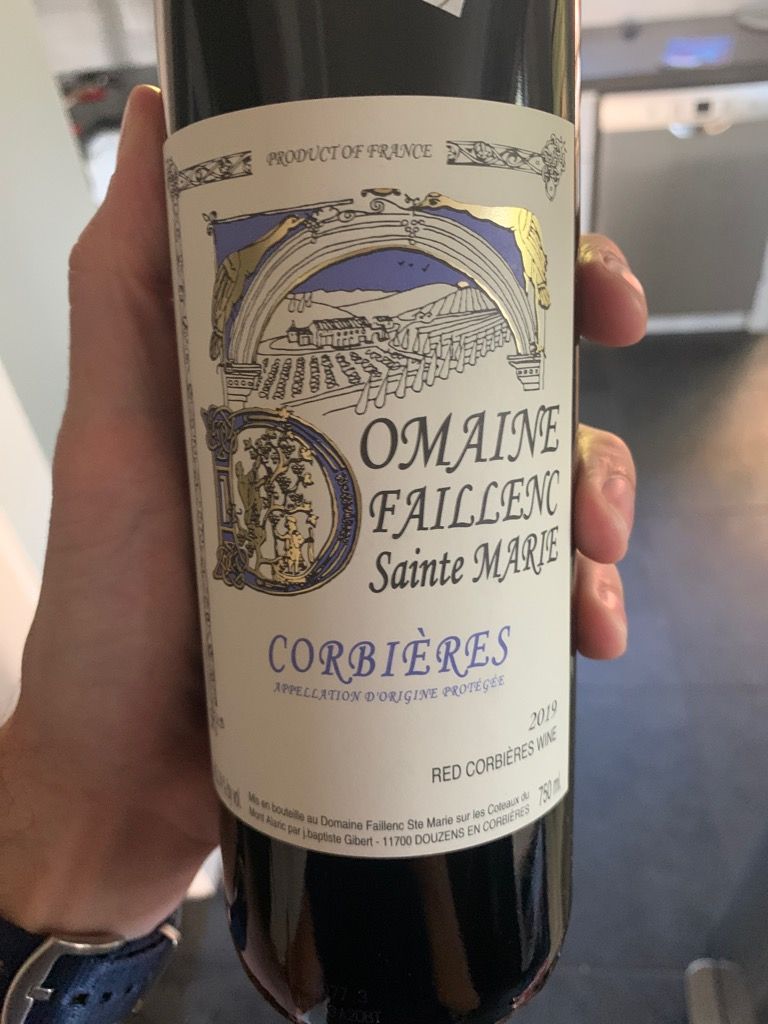 PRODUCT OF FRANCE
DOMAINE
FAILLENC
Sainte MARIE
CORBIÈRES
APPELLATION D'ORIGINE PROTÉGÉE
2019
RED CORBIÈRES WINE
vol. Mis en bouteille au Domaine Faillenc Ste Marie sur les Coteaux du 750 ml
Mont Alaric par j.baptiste Gibert - 11700 DOUZENS EN CORBIÈRES